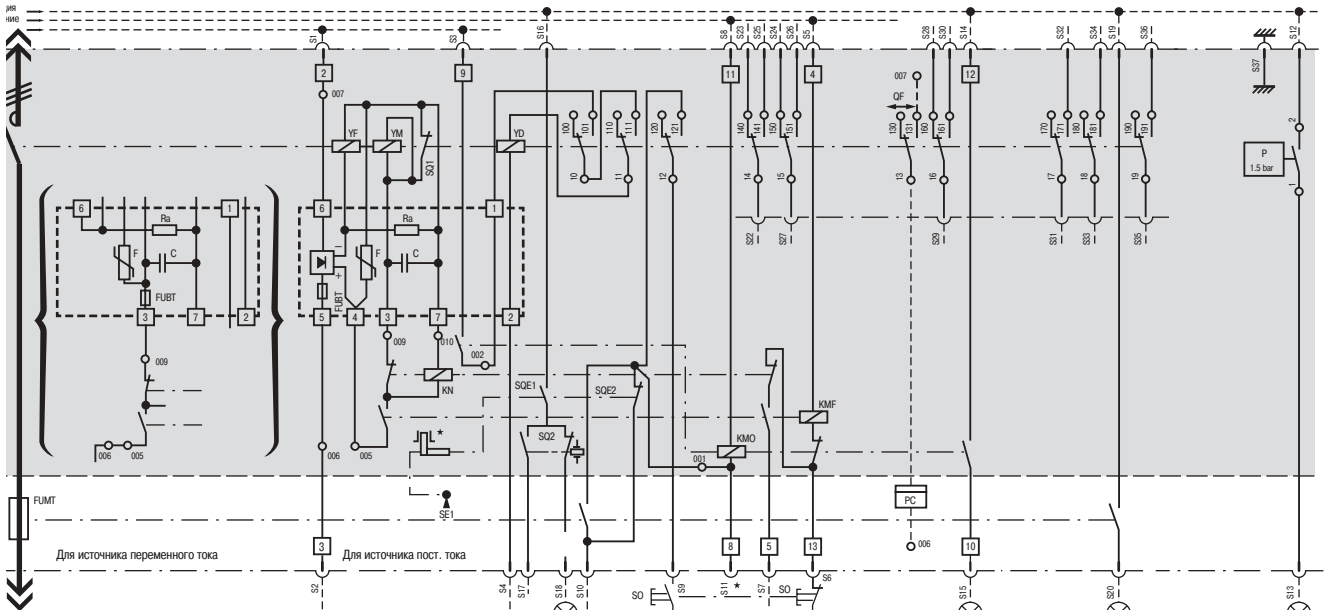 ция
ние
S1
S3
S16
S8
S23
S25
S24
S26
S5
S28
S30
S14
S32
S34
S19
S36
S37
S12
2
9
11
4
12
007
007
QF
YF
YM
SQ1
YD
100
101
110
111
120
121
140
141
150
151
130
131
160
161
170
171
180
181
190
191
2
P
1.5 bar
1
10
11
12
14
15
13
16
17
18
19
6
1
Ra
F
C
FUBT
3
7
2
6
1
Ra
−
+
F
C
FUBT
5
4
3
7
2
S22
S27
S29
S31
S33
S35
009
009
010
002
KN
SQE1
SQE2
SQ2
KMF
KMO
001
006
005
006
005
*
SE1
FUMT
PC
006
Для источника переменного тока
3
Для источника пост. тока
8
5
13
10
S2
S4
S17
S18
S10
SO
S9
S11
*
S7
SO
S6
S15
S20
S13